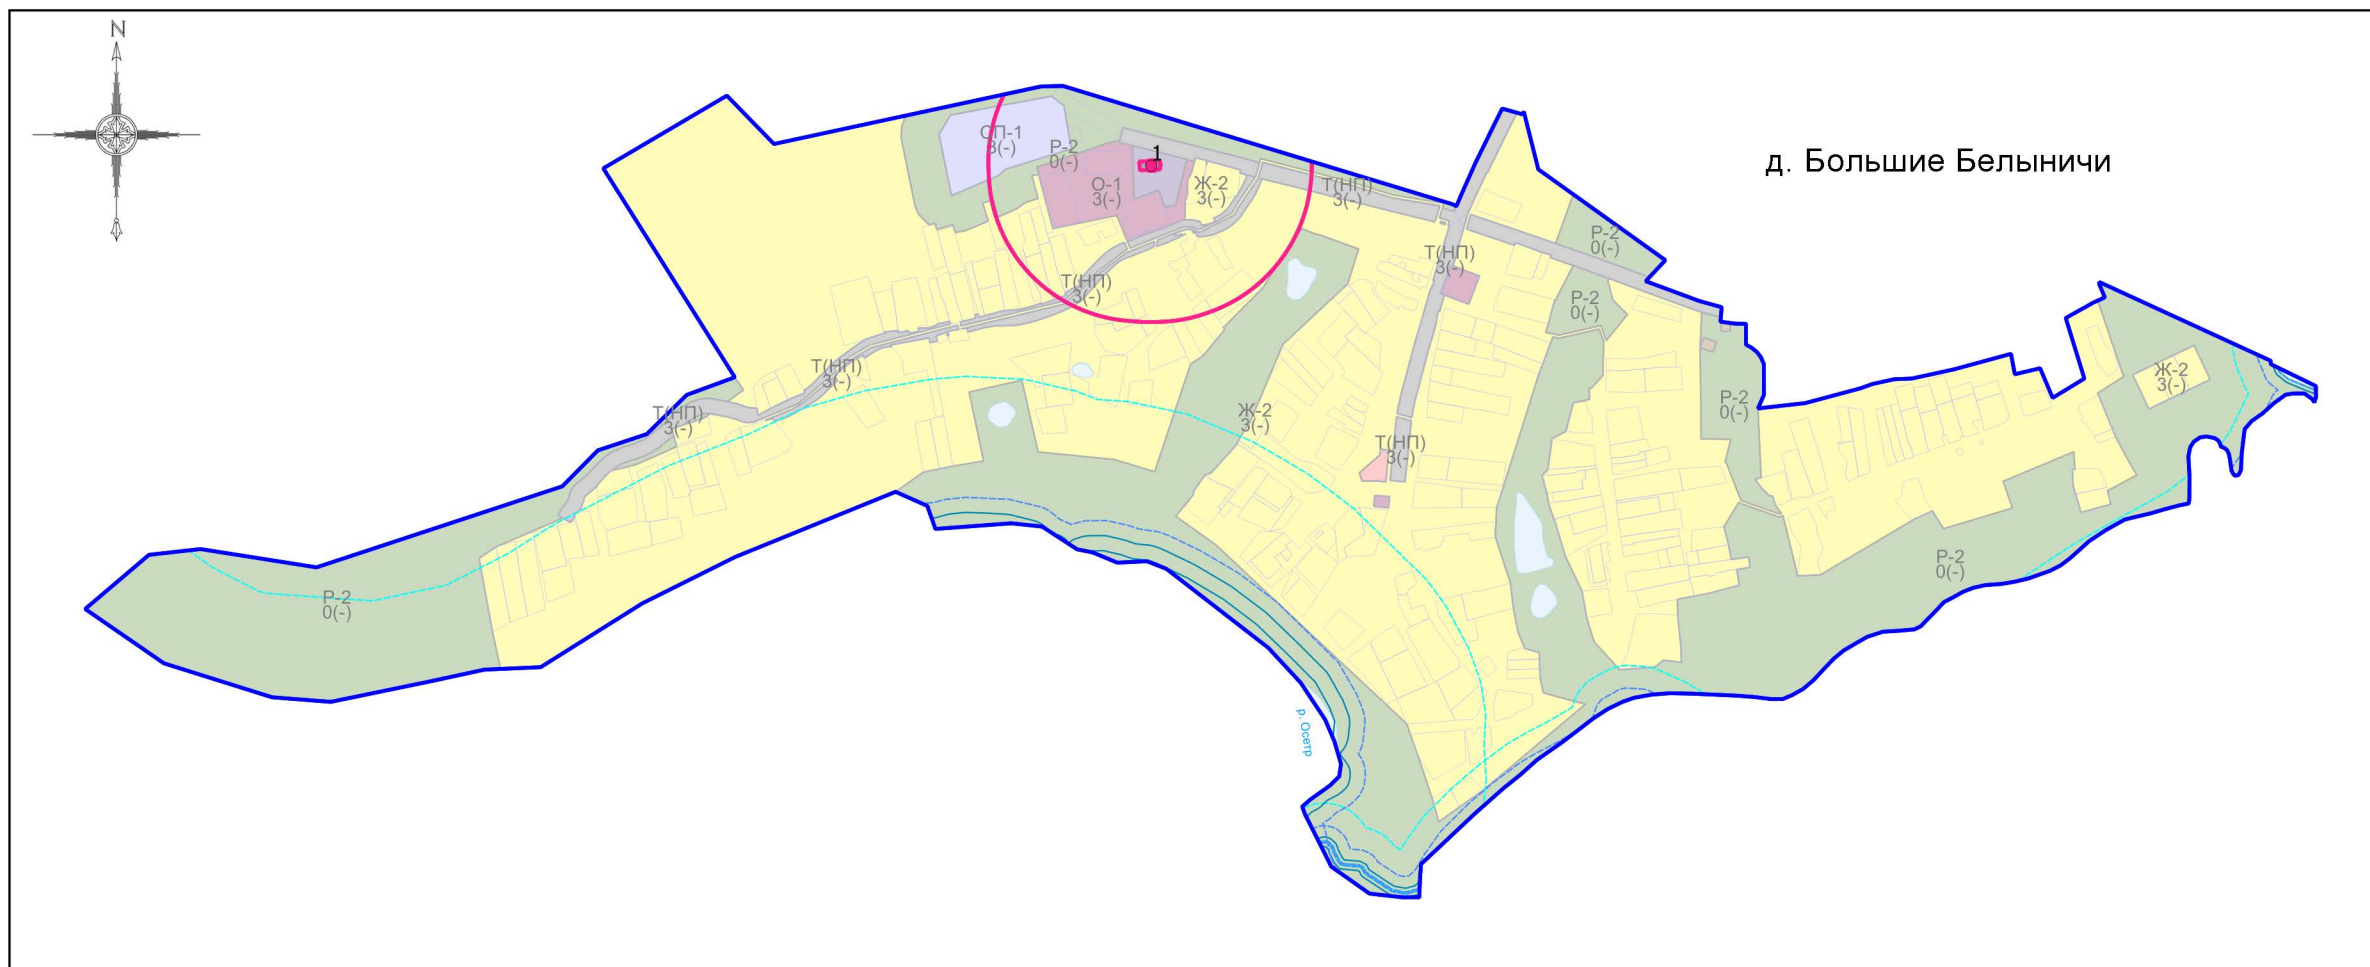 N
д. Большие Белыничи
СП-1
3(-)
Р-2
0(-)
1
О-1
3(-)
Ж-2
3(-)
Т(НП)
3(-)
Р-2
0(-)
Т(НП)
3(-)
Т(НП)
3(-)
Р-2
0(-)
Т(НП)
3(-)
Ж-2
3(-)
Р-2
0(-)
Т(НП)
3(-)
Ж-2
3(-)
Т(НП)
3(-)
Р-2
0(-)
Р-2
0(-)
р. Осетр